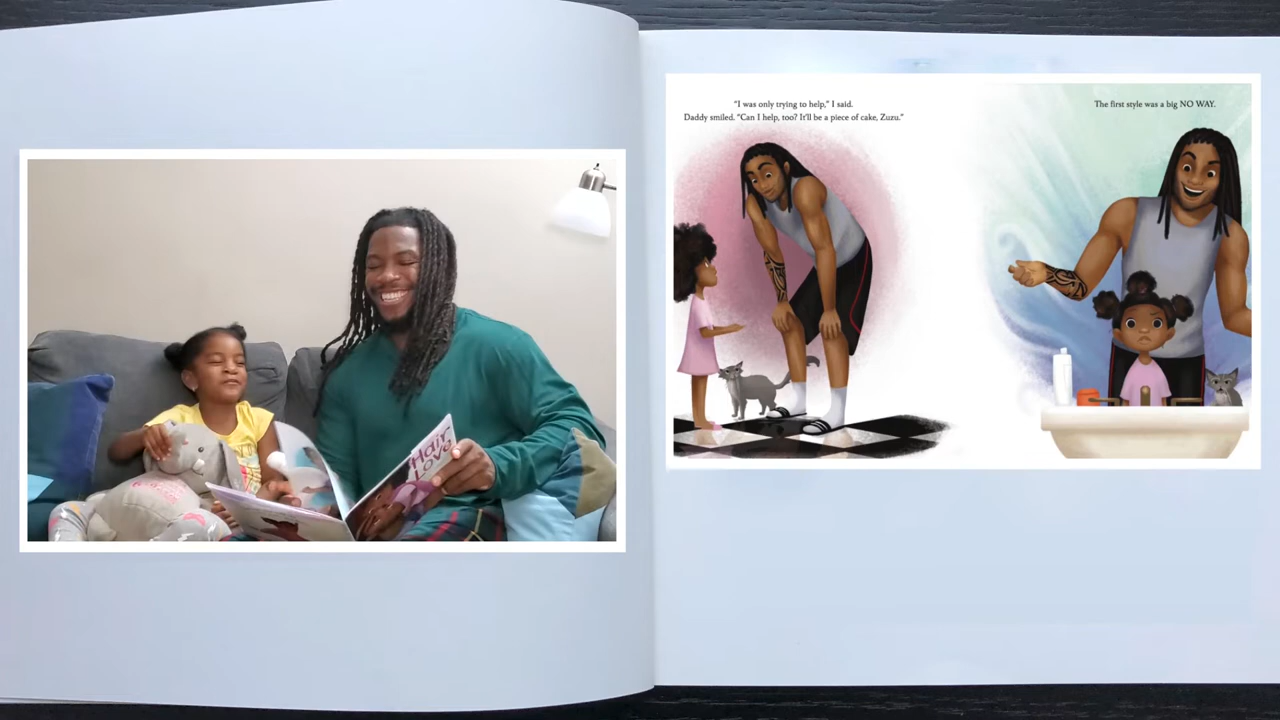 Hair
Love
"I was only trying to help," I said.
Daddy smiled. "Can I help, too? It'll be a piece of cake, Zuzu."
The first style was a big NO WAY.